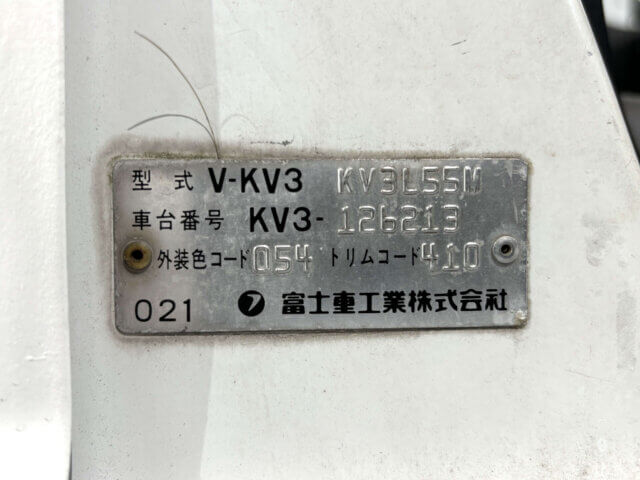 型式 V-KV3 KV3L55M
車台番号 KV3-126213
外装色コード 054 トリムコード 410
021 富士重工業株式会社